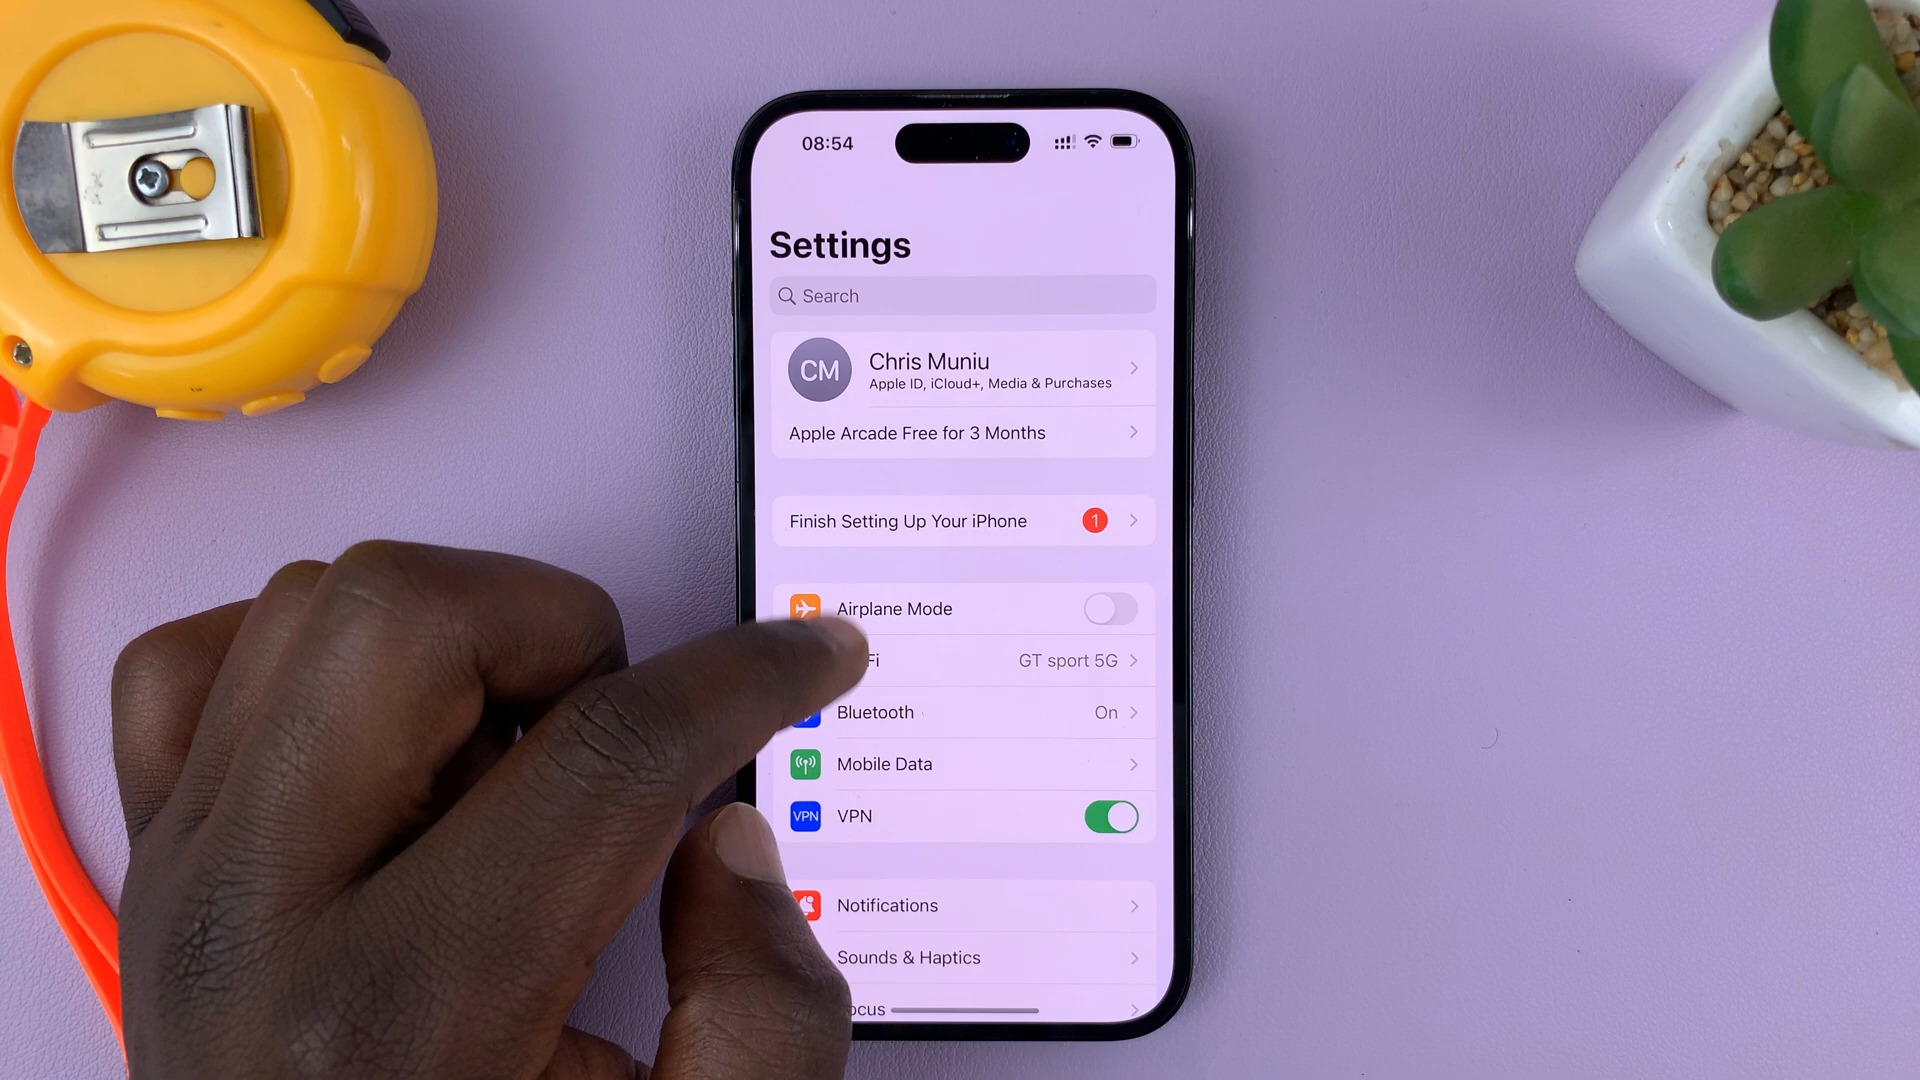 08:54
Settings
Search
CM
Chris Muniu
Apple ID, iCloud+, Media & Purchases
Apple Arcade Free for 3 Months
Finish Setting Up Your iPhone 1
Airplane Mode
Fi GT sport 5G
Bluetooth On
Mobile Data
VPN VPN
Notifications
Sounds & Haptics
ocus